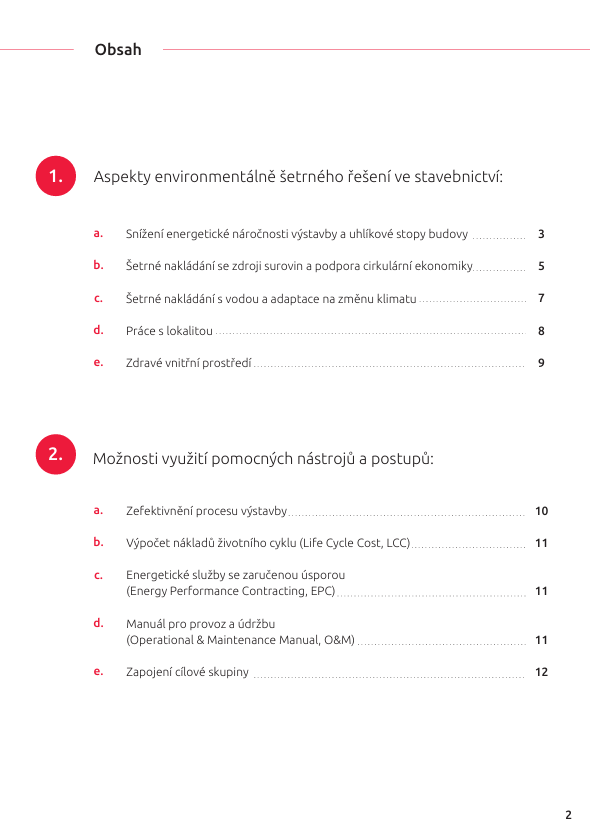 Obsah
1. Aspekty environmentálně šetrného řešení ve stavebnictví:
a. Snížení energetické náročnosti výstavby a uhlíkové stopy budovy 3
b. Šetrné nakládání se zdroji surovin a podpora cirkulární ekonomiky 5
c. Šetrné nakládání s vodou a adaptace na změnu klimatu 7
d. Práce s lokalitou 8
e. Zdravé vnitřní prostředí 9
2. Možnosti využití pomocných nástrojů a postupů:
a. Zefektivnění procesu výstavby 10
b. Výpočet nákladů životního cyklu (Life Cycle Cost, LCC) 11
c. Energetické služby se zaručenou úsporou
(Energy Performance Contracting, EPC) 11
d. Manuál pro provoz a údržbu
(Operational & Maintenance Manual, O&M) 11
e. Zapojení cílové skupiny 12
2